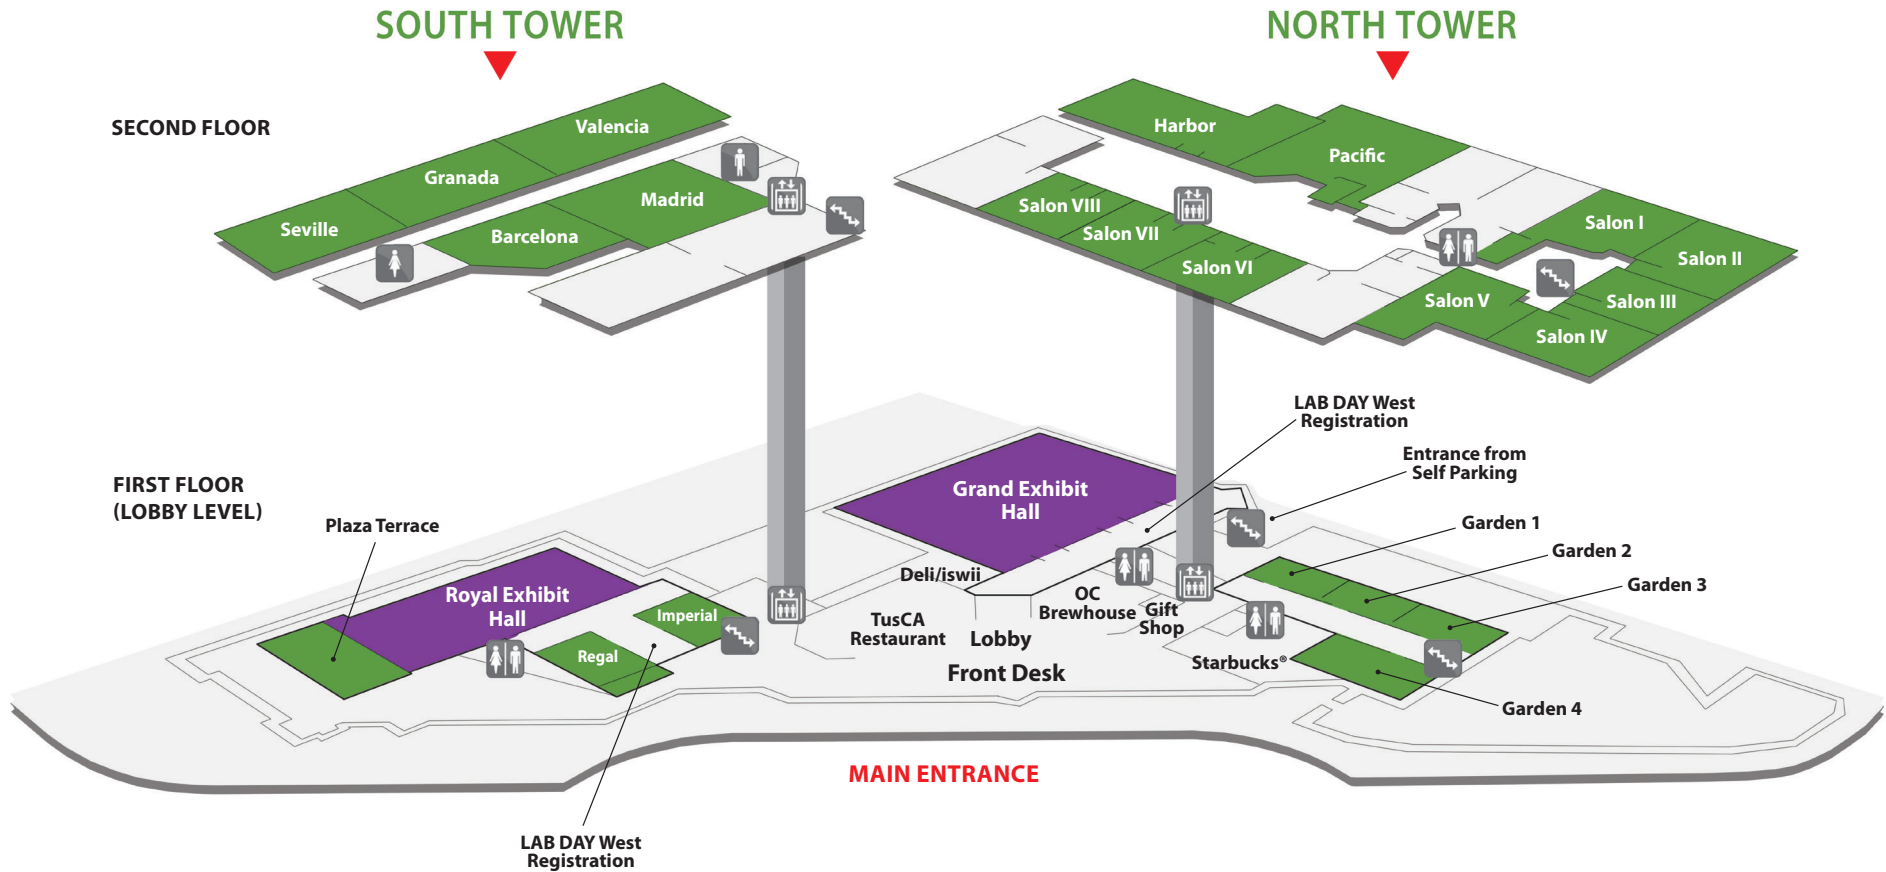 SOUTH TOWER
NORTH TOWER
SECOND FLOOR
Valencia
Granada
Seville
Madrid
Barcelona
Harbor
Pacific
Salon VIII
Salon VII
Salon VI
Salon I
Salon II
Salon III
Salon V
Salon IV
FIRST FLOOR
(LOBBY LEVEL)
LAB DAY West
Registration
Entrance from
Self Parking
Plaza Terrace
Grand Exhibit
Hall
Garden 1
Garden 2
Garden 3
Garden 4
Royal Exhibit
Hall
Imperial
Regal
Deli/iswii
TusCA
Restaurant
Lobby
OC
Brewhouse
Gift
Shop
Starbucks®
Front Desk
MAIN ENTRANCE
LAB DAY West
Registration